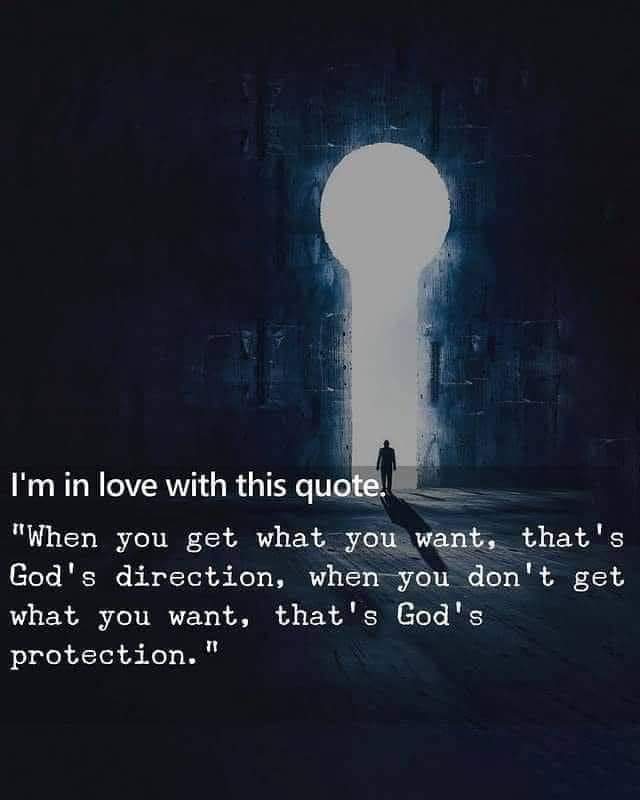 I'm in love with this quote.
"When you get what you want, that's
God's direction, when you don't get
what you want, that's God's
protection."